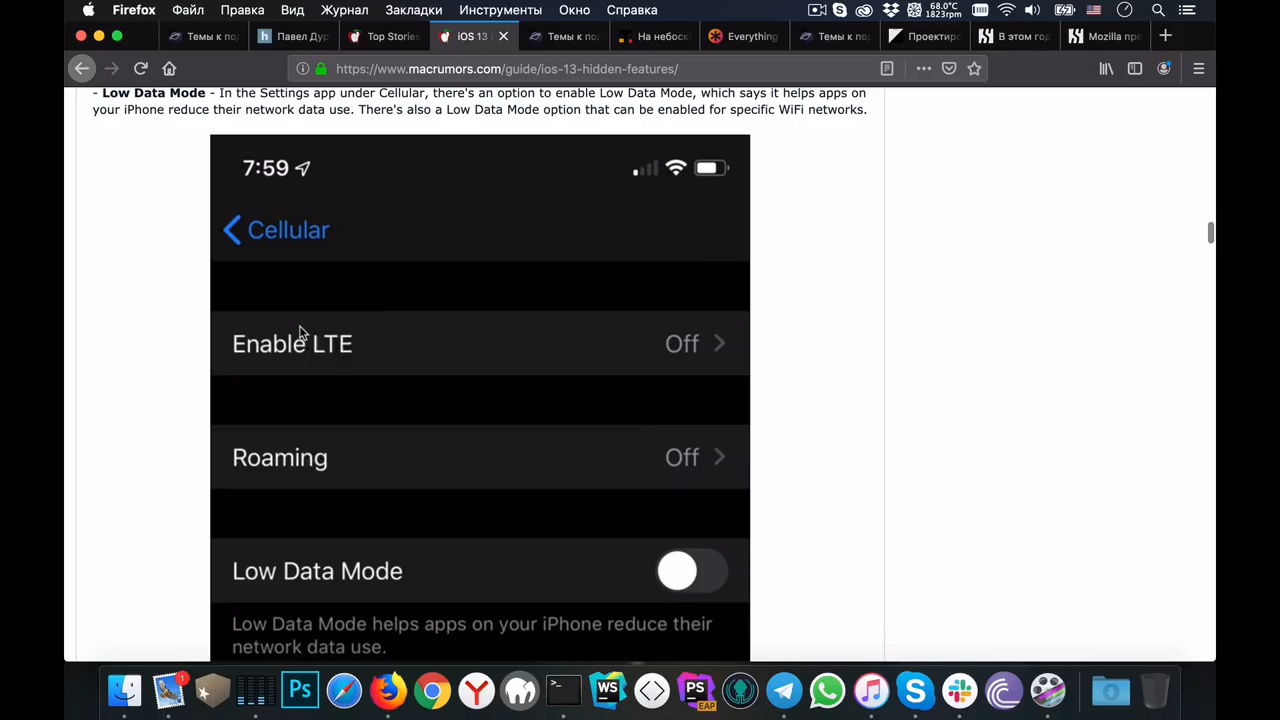 Firefox Файл Правка Вид Журнал Закладки Инструменты Окно Справка 68.0°C 1823rpm
Темы к по Павел Дур Top Stories iOS 13 Темы к по На небоск Everything Темы к по Проектиро В этом год Mozilla пре
https://www.macrumors.com/guide/ios-13-hidden-features/
- Low Data Mode - In the Settings app under Cellular, there's an option to enable Low Data Mode, which says it helps apps on
your iPhone reduce their network data use. There's also a Low Data Mode option that can be enabled for specific WiFi networks.
7:59
Cellular
Enable LTE Off
Roaming Off
Low Data Mode
Low Data Mode helps apps on your iPhone reduce their
network data use.
1
Ps WS PS
EAP